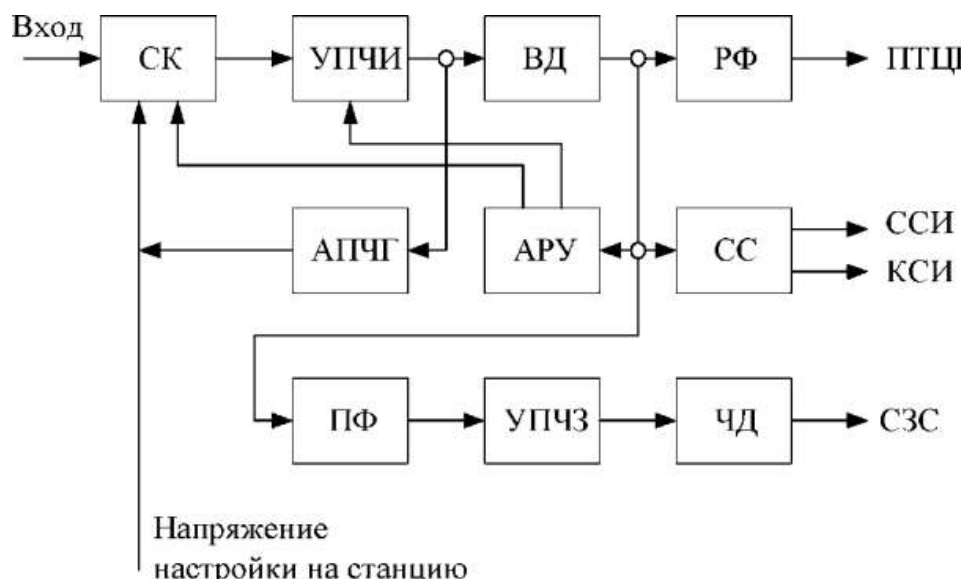 Вход
СК
УПЧИ
ВД
РФ
ПТЦ
АПЧГ
АРУ
СС
ССИ
КСИ
ПФ
УПЧЗ
ЧД
СЗС
Напряжение
настройки на станцию